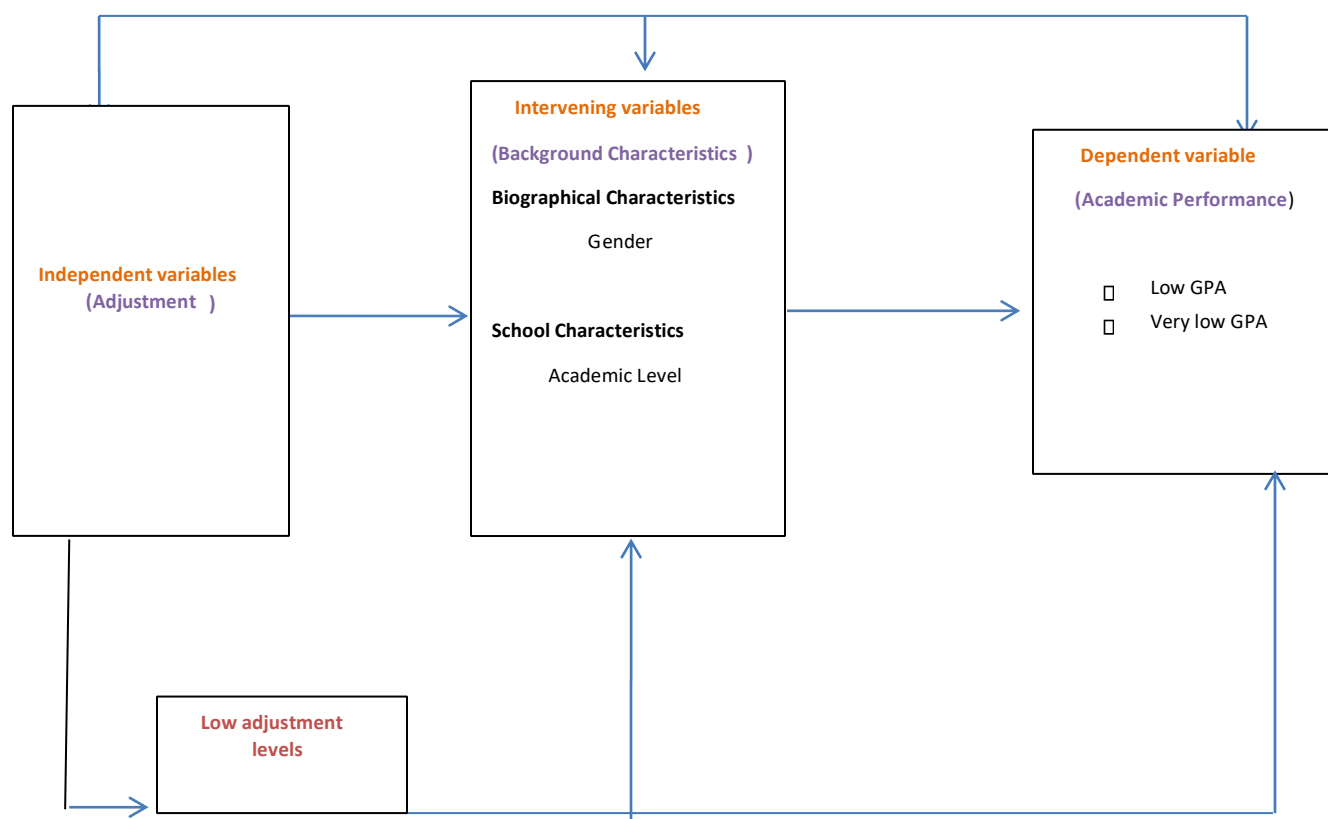 Independent variables
(Adjustment )
Intervening variables
(Background Characteristics )
Biographical Characteristics
Gender
School Characteristics
Academic Level
Dependent variable
(Academic Performance)
Low GPA
Very low GPA
Low adjustment
levels